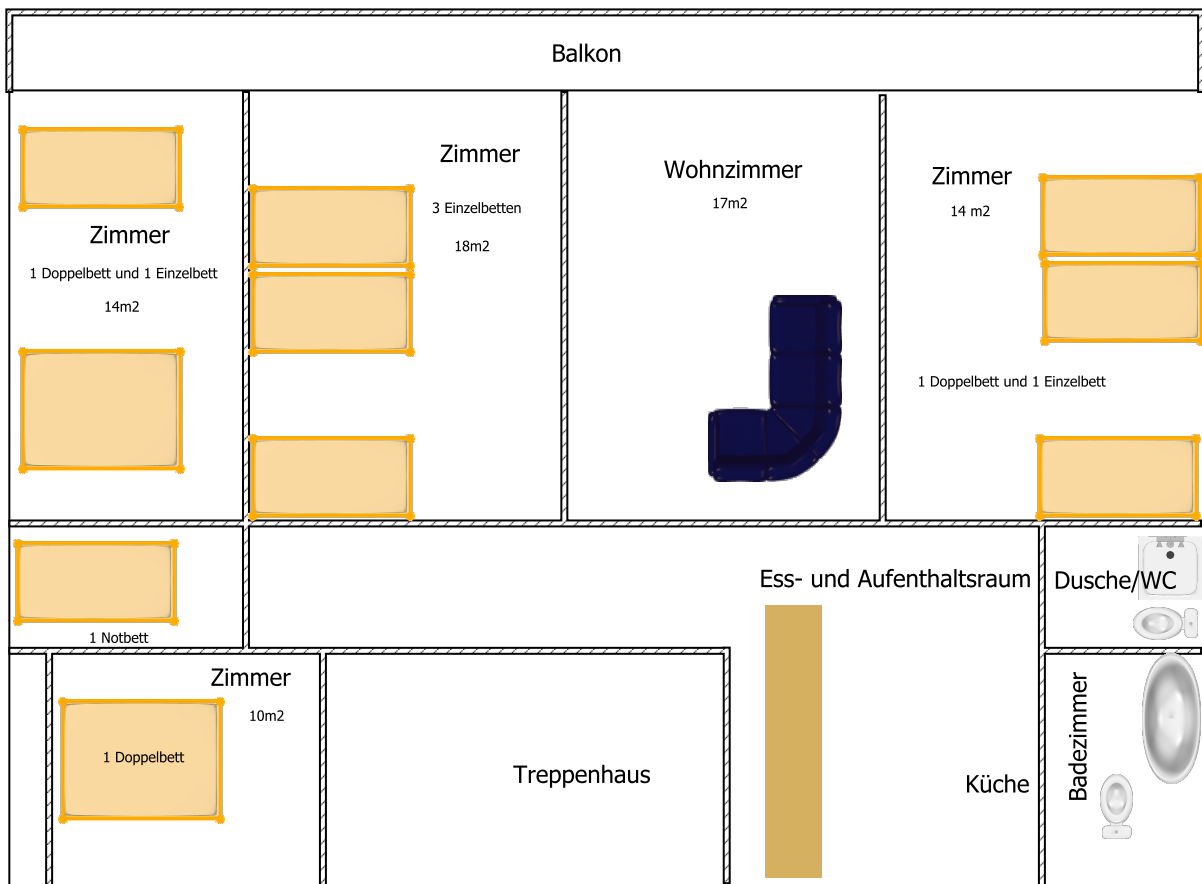 Balkon
Zimmer
1 Doppelbett und 1 Einzelbett
14m2
Zimmer
3 Einzelbetten
18m2
Wohnzimmer
17m2
Zimmer
14 m2
1 Doppelbett und 1 Einzelbett
1 Notbett
Ess- und Aufenthaltsraum
Dusche/WC
Zimmer
10m2
1 Doppelbett
Treppenhaus
Küche
Badezimmer